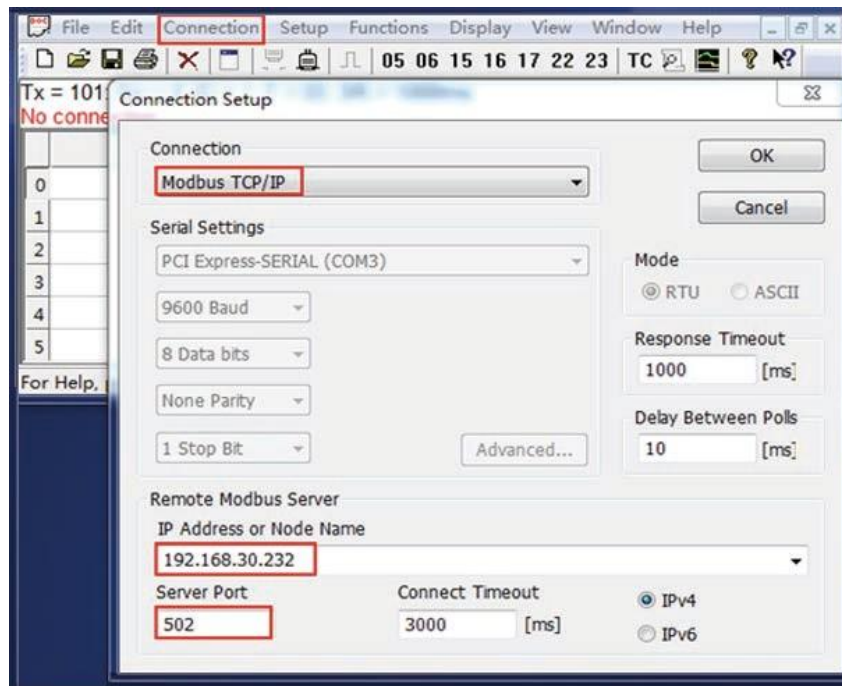 File Edit Connection Setup Functions Display View Window Help
05 06 15 16 17 22 23 TC
Tx = 101
Connection Setup
No conne
Connection
OK
Modbus TCP/IP
Cancel
0
1
2
3
4
5
Serial Settings
PCI Express-SERIAL (COM3)
Mode
RTU ASCII
9600 Baud
Response Timeout
8 Data bits
1000 [ms]
For Help,
None Parity
Delay Between Polls
1 Stop Bit
Advanced...
10 [ms]
Remote Modbus Server
IP Address or Node Name
192.168.30.232
Server Port
Connect Timeout
IPv4
502
3000 [ms]
IPv6